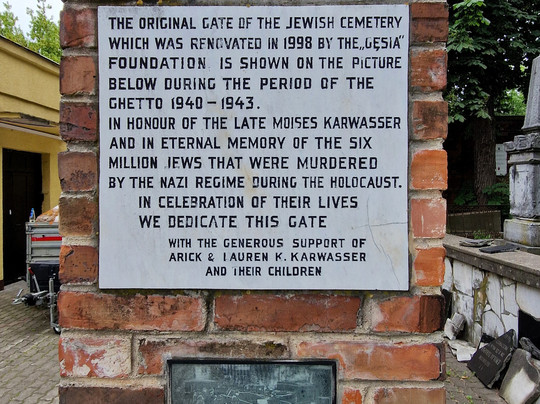 THE ORIGINAL GATE OF THE JEWISH CEMETERY
WHICH WAS RENOVATED IN 1998 BY THE „GĘSIA"
FOUNDATION IS SHOWN ON THE PICTURE
BELOW DURING THE PERIOD OF THE
GHETTO 1940 – 1943.
IN HONOUR OF THE LATE MOISES KARWASSER
AND IN ETERNAL MEMORY OF THE SIX
MILLION JEWS THAT WERE MURDERED
BY THE NAZI REGIME DURING THE HOLOCAUST.
IN CELEBRATION OF THEIR LIVES
WE DEDICATE THIS GATE
WITH THE GENEROUS SUPPORT OF
ARICK & LAUREN K. KARWASSER
AND THEIR CHILDREN